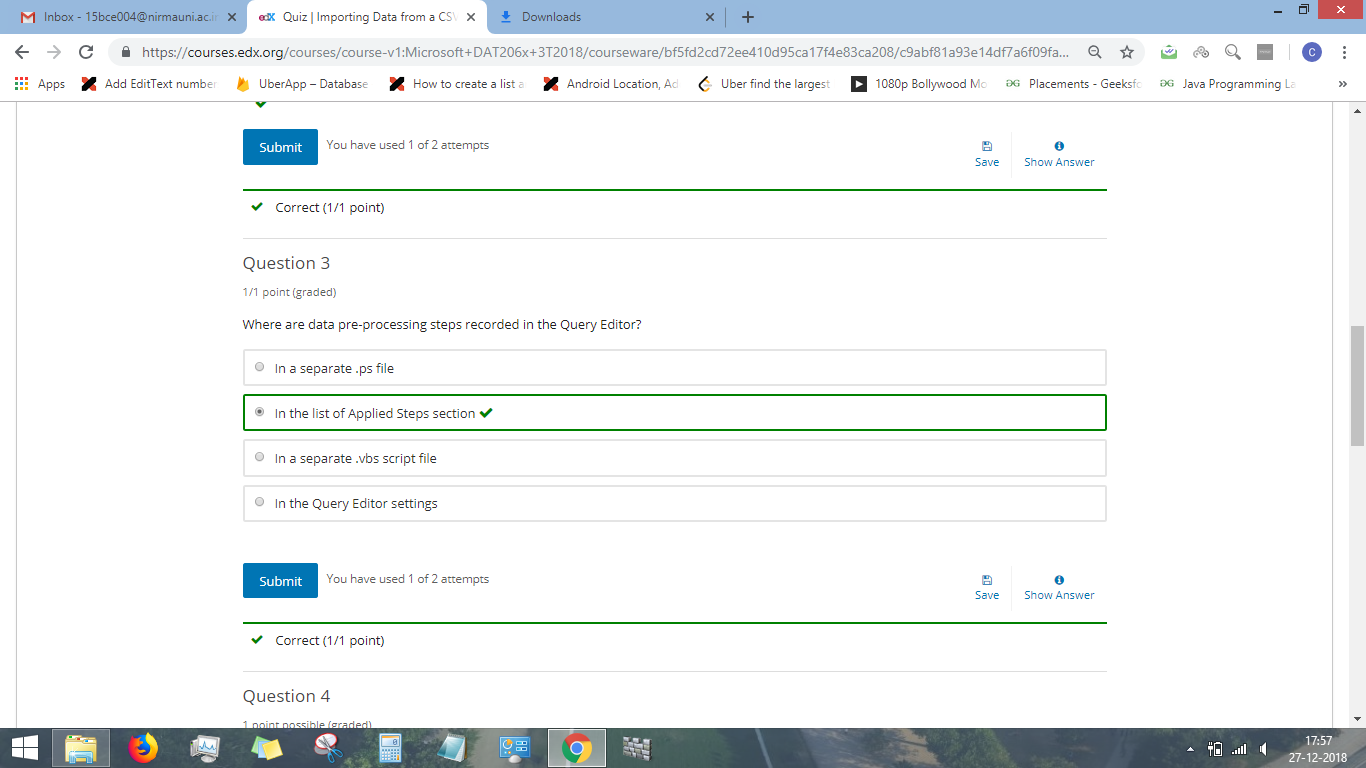 Inbox - 15bce004@nirmauni.ac.i
edX Quiz | Importing Data from a CSV
Downloads
https://courses.edx.org/courses/course-v1:Microsoft+DAT206x+3T2018/courseware/bf5fd2cd72ee410d95ca17f4e83ca208/c9abf81a93e14df7a6f09fa...
C
Apps
Add EditText number
UberApp – Database
How to create a list a
Android Location, Ad
Uber find the largest
1080p Bollywood Mo
Placements - Geeksfo
Java Programming La
Submit
You have used 1 of 2 attempts
Save
Show Answer
Correct (1/1 point)
Question 3
1/1 point (graded)
Where are data pre-processing steps recorded in the Query Editor?
In a separate .ps file
In the list of Applied Steps section
In a separate .vbs script file
In the Query Editor settings
Submit
You have used 1 of 2 attempts
Save
Show Answer
Correct (1/1 point)
Question 4
1 point possible (graded)
17:57
27-12-2018